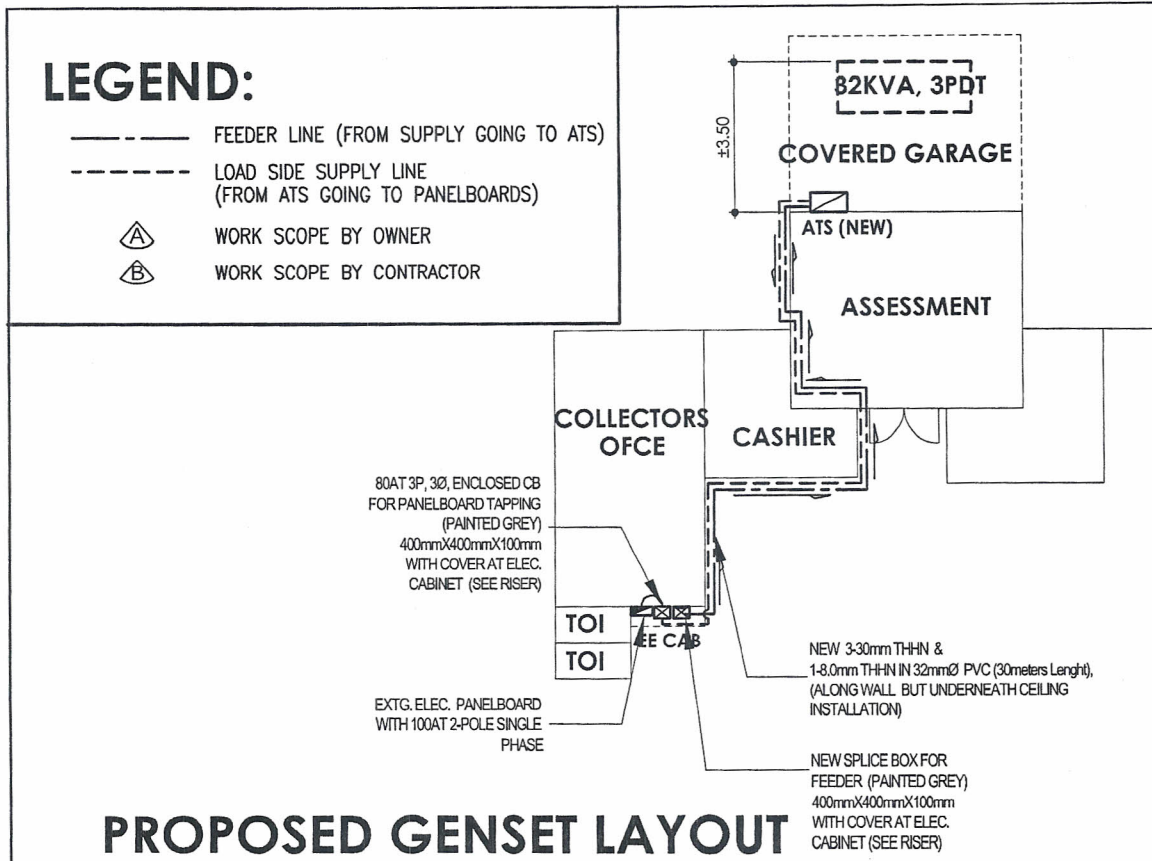 LEGEND:
FEEDER LINE (FROM SUPPLY GOING TO ATS)
LOAD SIDE SUPPLY LINE
(FROM ATS GOING TO PANELBOARDS)
A WORK SCOPE BY OWNER
B WORK SCOPE BY CONTRACTOR
±3.50
82KVA, 3PDT
COVERED GARAGE
ATS (NEW)
ASSESSMENT
COLLECTORS
OFCE
CASHIER
80AT 3P, 3Ø, ENCLOSED CB
FOR PANELBOARD TAPPING
(PAINTED GREY)
400mmX400mmX100mm
WITH COVER AT ELEC.
CABINET (SEE RISER)
TOI
TOI
EE CAB
EXTG. ELEC. PANELBOARD
WITH 100AT 2-POLE SINGLE
PHASE
NEW 3-30mm THHN &
1-8.0mm THHN IN 32mmØ PVC (30meters Lenght),
(ALONG WALL BUT UNDERNEATH CEILING
INSTALLATION)
NEW SPLICE BOX FOR
FEEDER (PAINTED GREY)
400mmX400mmX100mm
WITH COVER AT ELEC.
CABINET (SEE RISER)
PROPOSED GENSET LAYOUT